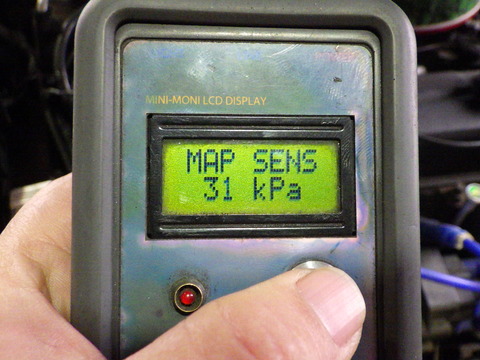 MINI-MONI LCD DISPLAY
MAP SENS
31 kPa